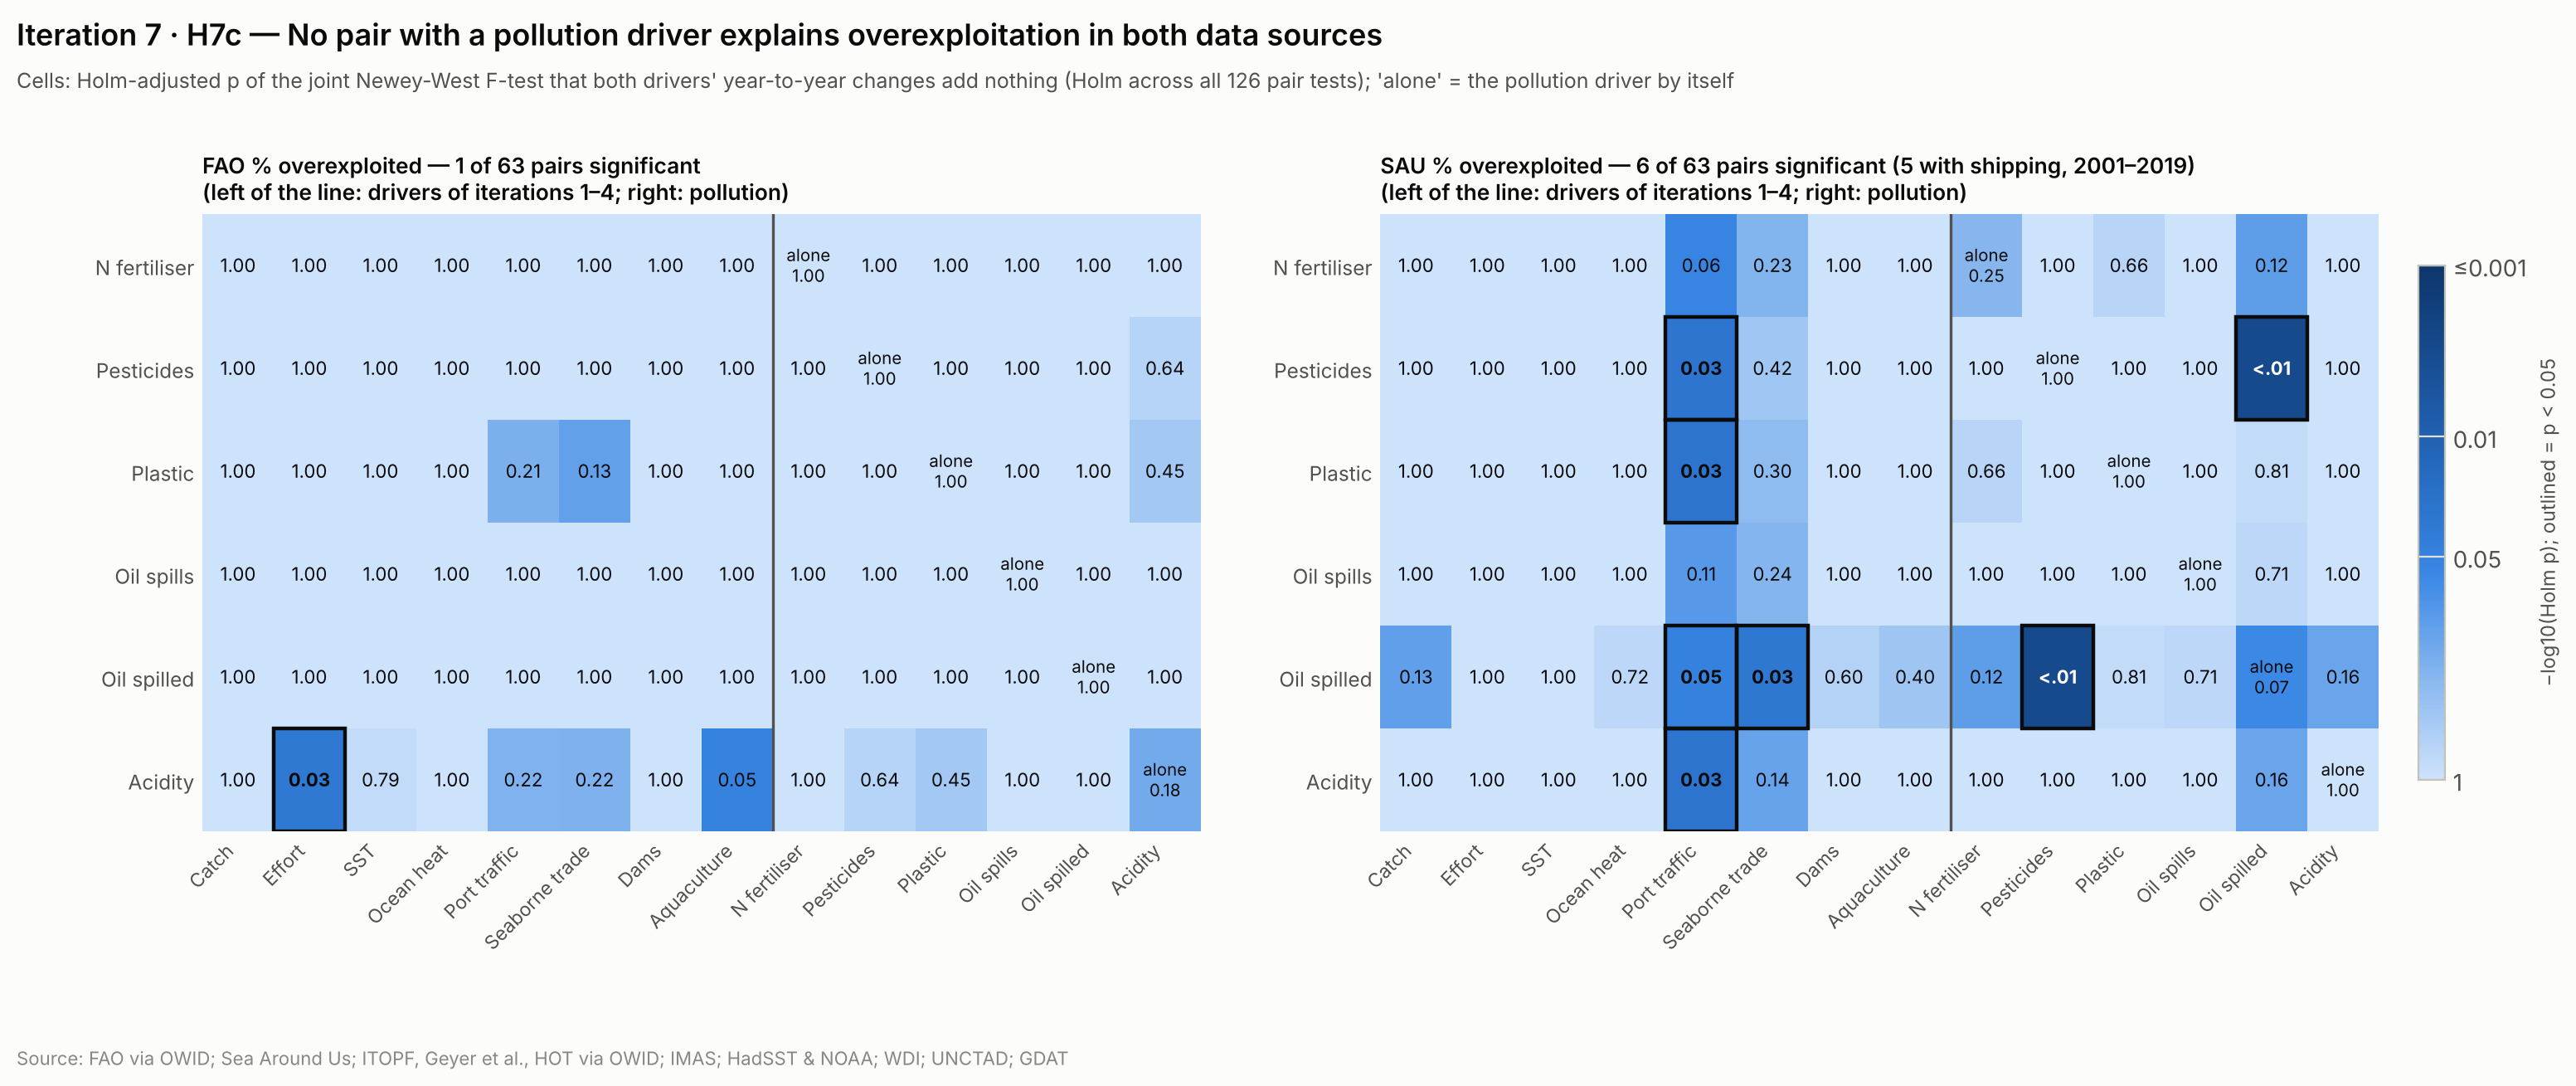 Iteration 7 · H7c — No pair with a pollution driver explains overexploitation in both data sources
Cells: Holm-adjusted p of the joint Newey-West F-test that both drivers' year-to-year changes add nothing (Holm across all 126 pair tests); 'alone' = the pollution driver by itself
FAO % overexploited — 1 of 63 pairs significant
(left of the line: drivers of iterations 1–4; right: pollution)
N fertiliser 1.00 1.00 1.00 1.00 1.00 1.00 1.00 1.00 alone 1.00 1.00 1.00 1.00 1.00 1.00
Pesticides 1.00 1.00 1.00 1.00 1.00 1.00 1.00 1.00 1.00 alone 1.00 1.00 1.00 1.00 0.64
Plastic 1.00 1.00 1.00 1.00 0.21 0.13 1.00 1.00 1.00 1.00 alone 1.00 1.00 1.00 0.45
Oil spills 1.00 1.00 1.00 1.00 1.00 1.00 1.00 1.00 1.00 1.00 1.00 alone 1.00 1.00 1.00
Oil spilled 1.00 1.00 1.00 1.00 1.00 1.00 1.00 1.00 1.00 1.00 1.00 1.00 alone 1.00 1.00
Acidity 1.00 0.03 0.79 1.00 0.22 0.22 1.00 0.05 1.00 0.64 0.45 1.00 1.00 alone 0.18
Catch Effort SST Ocean heat Port traffic Seaborne trade Dams Aquaculture N fertiliser Pesticides Plastic Oil spills Oil spilled Acidity
SAU % overexploited — 6 of 63 pairs significant (5 with shipping, 2001–2019)
(left of the line: drivers of iterations 1–4; right: pollution)
N fertiliser 1.00 1.00 1.00 1.00 0.06 0.23 1.00 1.00 alone 0.25 1.00 0.66 1.00 0.12 1.00
Pesticides 1.00 1.00 1.00 1.00 0.03 0.42 1.00 1.00 1.00 alone 1.00 1.00 1.00 <.01 1.00
Plastic 1.00 1.00 1.00 1.00 0.03 0.30 1.00 1.00 0.66 1.00 alone 1.00 1.00 0.81 1.00
Oil spills 1.00 1.00 1.00 1.00 0.11 0.24 1.00 1.00 1.00 1.00 1.00 alone 1.00 0.71 1.00
Oil spilled 0.13 1.00 1.00 0.72 0.05 0.03 0.60 0.40 0.12 <.01 0.81 0.71 alone 0.07 0.16
Acidity 1.00 1.00 1.00 1.00 0.03 0.14 1.00 1.00 1.00 1.00 1.00 1.00 0.16 alone 1.00
Catch Effort SST Ocean heat Port traffic Seaborne trade Dams Aquaculture N fertiliser Pesticides Plastic Oil spills Oil spilled Acidity
≤0.001
0.01
0.05
1
−log10(Holm p); outlined = p < 0.05
Source: FAO via OWID; Sea Around Us; ITOPF, Geyer et al., HOT via OWID; IMAS; HadSST & NOAA; WDI; UNCTAD; GDAT